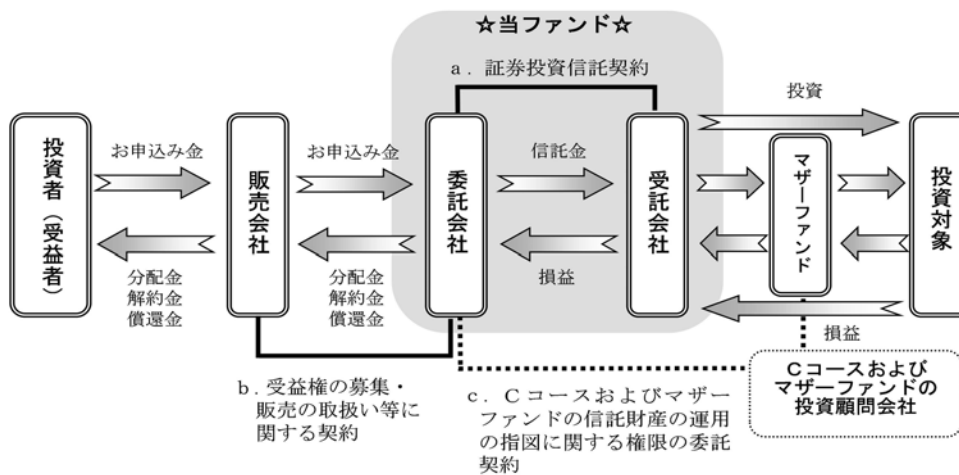 ☆当ファンド☆
a．証券投資信託契約
投資者（受益者）
お申込み金
分配金
解約金
償還金
販売会社
お申込み金
分配金
解約金
償還金
委託会社
信託金
損益
受託会社
投資
マザーファンド
損益
投資対象
b．受益権の募集・
販売の取扱い等に
関する契約
c．Cコースおよびマザー
ファンドの信託財産の運用
の指図に関する権限の委託
契約
Cコースおよび
マザーファンドの
投資顧問会社